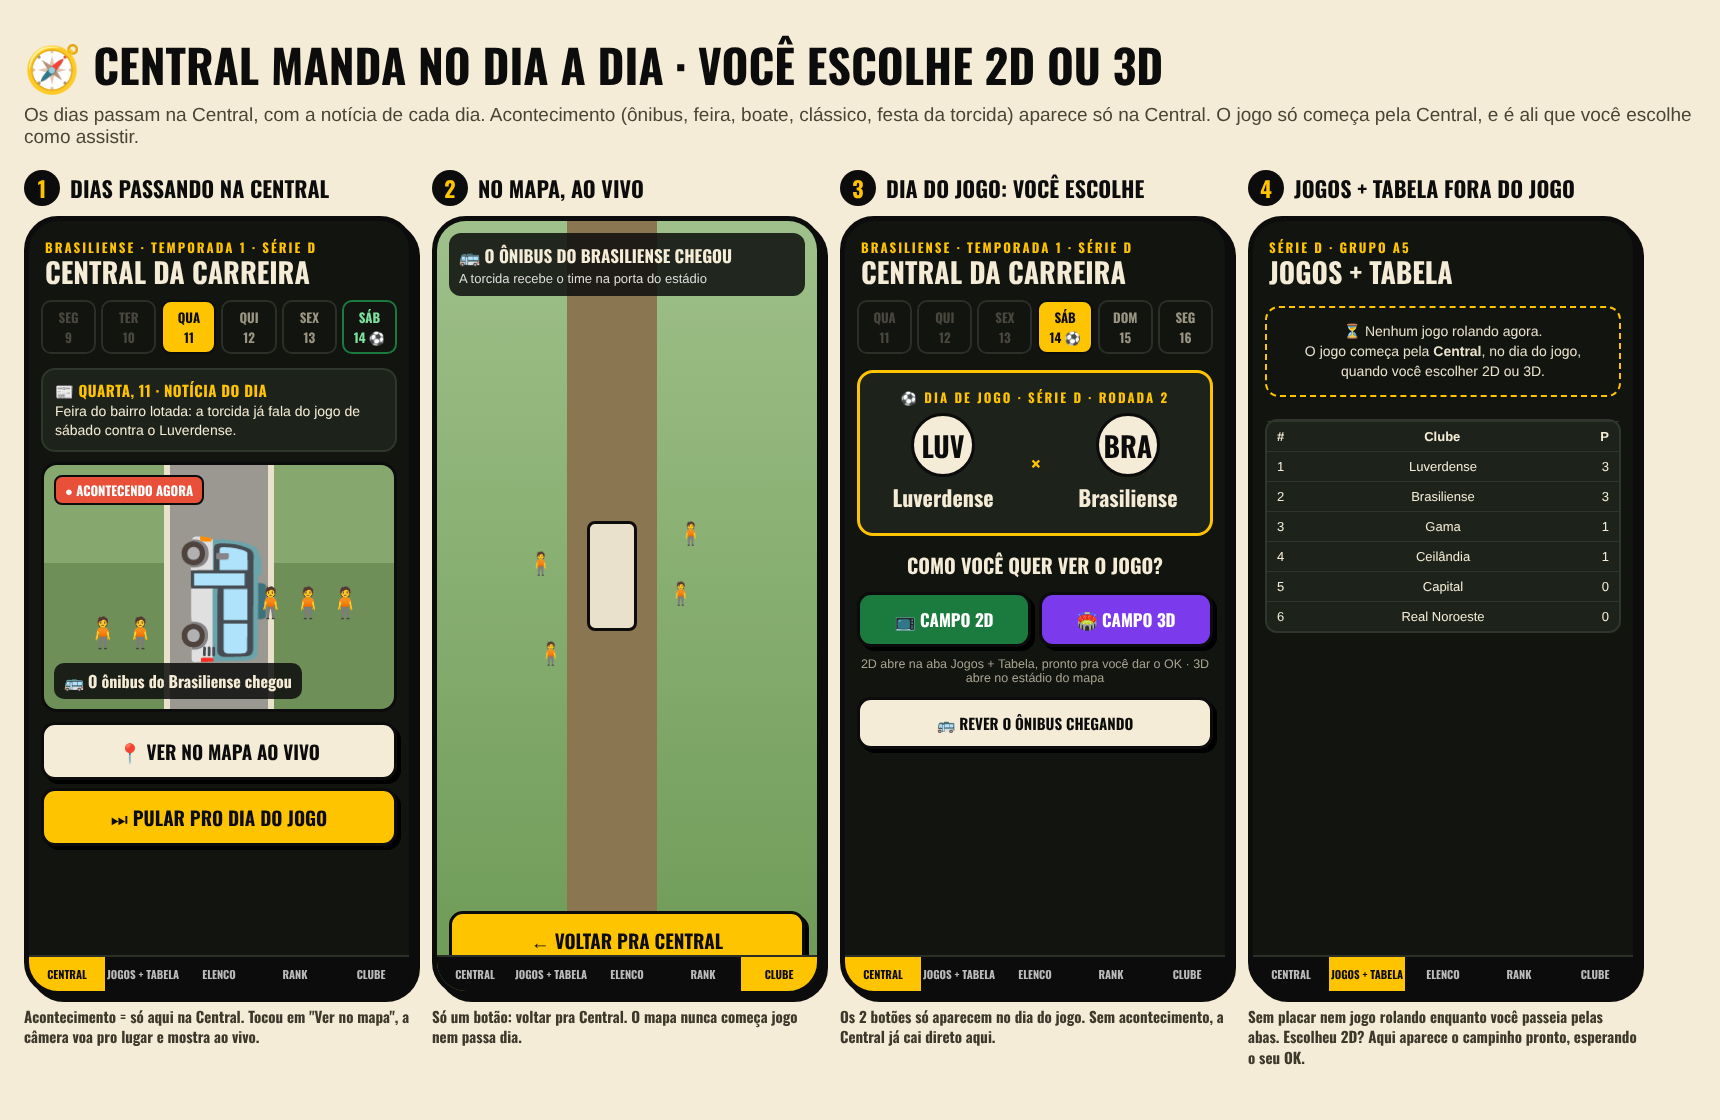 🧭 CENTRAL MANDA NO DIA A DIA · VOCÊ ESCOLHE 2D OU 3D
Os dias passam na Central, com a notícia de cada dia. Acontecimento (ônibus, feira, boate, clássico, festa da torcida) aparece só na Central. O jogo só começa pela Central, e é ali que você escolhe
como assistir.
1 DIAS PASSANDO NA CENTRAL
BRASILIENSE · TEMPORADA 1 · SÉRIE D
CENTRAL DA CARREIRA
SEG TER QUA QUI SEX SÁB
9 10 11 12 13 14 ⚽
📰 QUARTA, 11 · NOTÍCIA DO DIA
Feira do bairro lotada: a torcida já fala do jogo de
sábado contra o Luverdense.
● ACONTECENDO AGORA
🚌 O ônibus do Brasiliense chegou
📍 VER NO MAPA AO VIVO
⏭ PULAR PRO DIA DO JOGO
CENTRAL JOGOS + TABELA ELENCO RANK CLUBE
Acontecimento = só aqui na Central. Tocou em "Ver no mapa", a
câmera voa pro lugar e mostra ao vivo.
2 NO MAPA, AO VIVO
🚌 O ÔNIBUS DO BRASILIENSE CHEGOU
A torcida recebe o time na porta do estádio
← VOLTAR PRA CENTRAL
CENTRAL JOGOS + TABELA ELENCO RANK CLUBE
Só um botão: voltar pra Central. O mapa nunca começa jogo
nem passa dia.
3 DIA DO JOGO: VOCÊ ESCOLHE
BRASILIENSE · TEMPORADA 1 · SÉRIE D
CENTRAL DA CARREIRA
QUA QUI SEX SÁB DOM SEG
11 12 13 14 ⚽ 15 16
⚽ DIA DE JOGO · SÉRIE D · RODADA 2
LUV × BRA
Luverdense Brasiliense
COMO VOCÊ QUER VER O JOGO?
📺 CAMPO 2D 🏟 CAMPO 3D
2D abre na aba Jogos + Tabela, pronto pra você dar o OK · 3D
abre no estádio do mapa
🚌 REVER O ÔNIBUS CHEGANDO
CENTRAL JOGOS + TABELA ELENCO RANK CLUBE
Os 2 botões só aparecem no dia do jogo. Sem acontecimento, a
Central já cai direto aqui.
4 JOGOS + TABELA FORA DO JOGO
SÉRIE D · GRUPO A5
JOGOS + TABELA
⏳ Nenhum jogo rolando agora.
O jogo começa pela Central, no dia do jogo,
quando você escolher 2D ou 3D.
# Clube P
1 Luverdense 3
2 Brasiliense 3
3 Gama 1
4 Ceilândia 1
5 Capital 0
6 Real Noroeste 0
CENTRAL JOGOS + TABELA ELENCO RANK CLUBE
Sem placar nem jogo rolando enquanto você passeia pelas
abas. Escolheu 2D? Aqui aparece o campinho pronto, esperando
o seu OK.